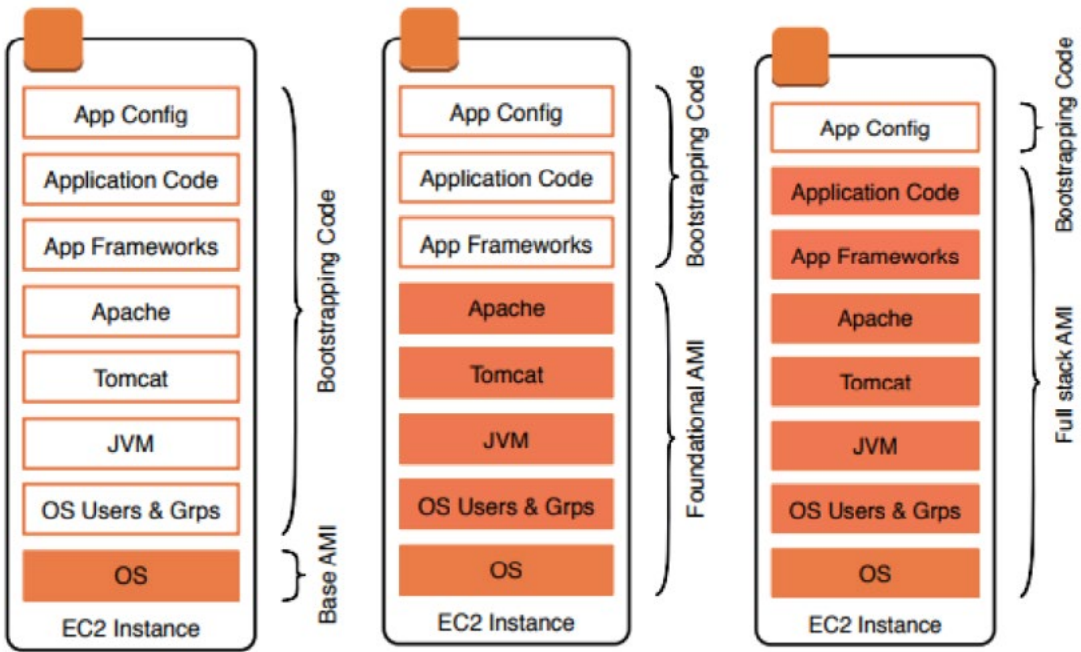 App Config
Application Code
App Frameworks
Apache
Tomcat
JVM
OS Users & Grps
OS
EC2 Instance
Bootstrapping Code
Base AMI
App Config
Application Code
App Frameworks
Apache
Tomcat
JVM
OS Users & Grps
OS
EC2 Instance
Bootstrapping Code
Foundational AMI
App Config
Application Code
App Frameworks
Apache
Tomcat
JVM
OS Users & Grps
OS
EC2 Instance
Bootstrapping Code
Full stack AMI